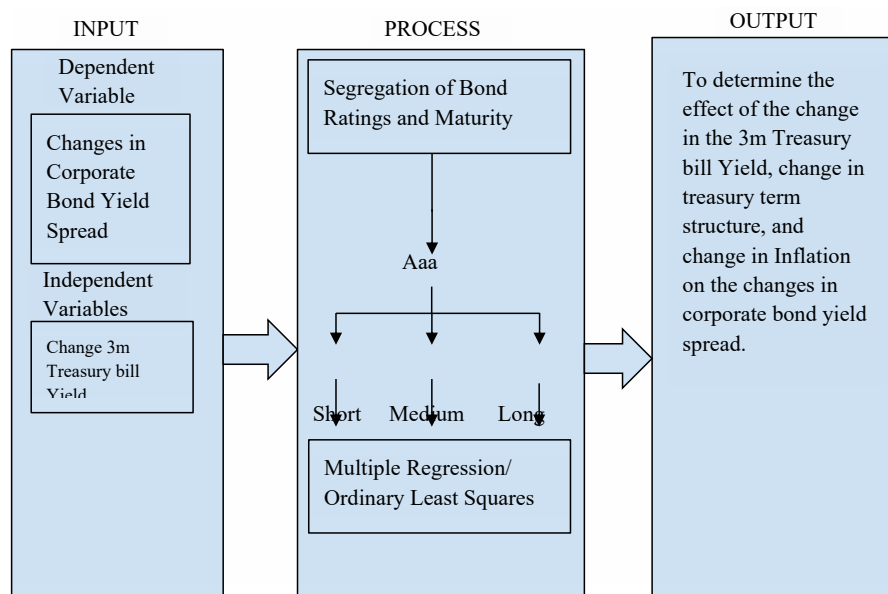 INPUT
Dependent
Variable
Changes in
Corporate
Bond Yield
Spread
Independent
Variables
Change 3m
Treasury bill
Yield
PROCESS
Segregation of Bond
Ratings and Maturity
Aaa
Short Medium Long
Multiple Regression/
Ordinary Least Squares
OUTPUT
To determine the
effect of the change
in the 3m Treasury
bill Yield, change in
treasury term
structure, and
change in Inflation
on the changes in
corporate bond yield
spread.